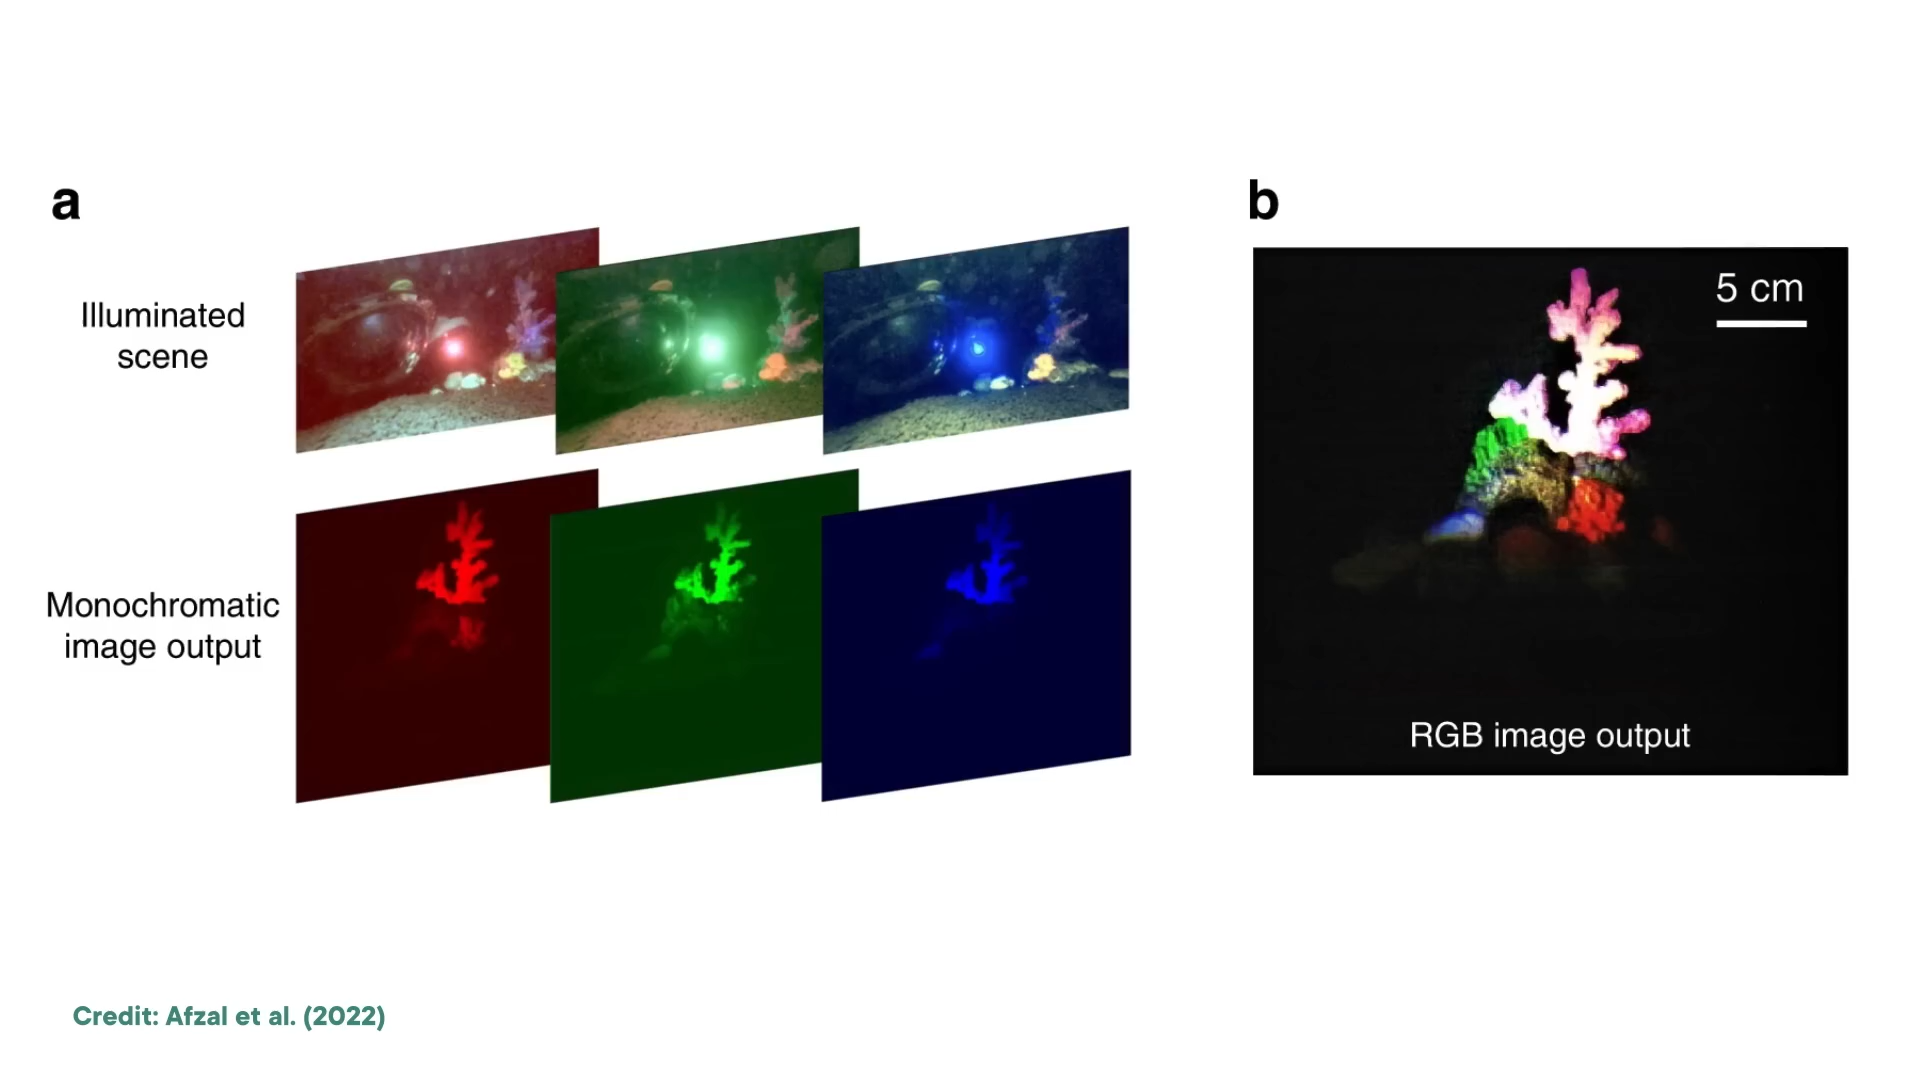 a
Illuminated
scene
Monochromatic
image output
b
5 cm
RGB image output
Credit: Afzal et al. (2022)